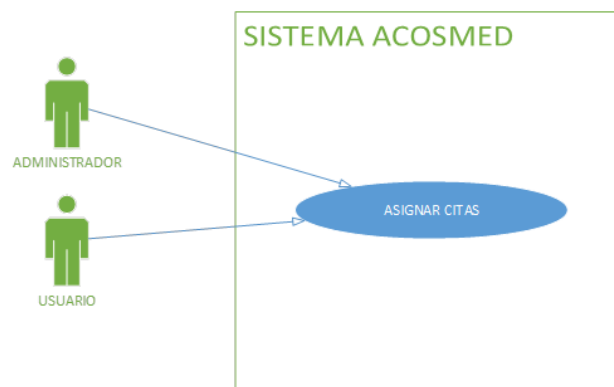 SISTEMA ACOSMED
ADMINISTRADOR
ASIGNAR CITAS
USUARIO